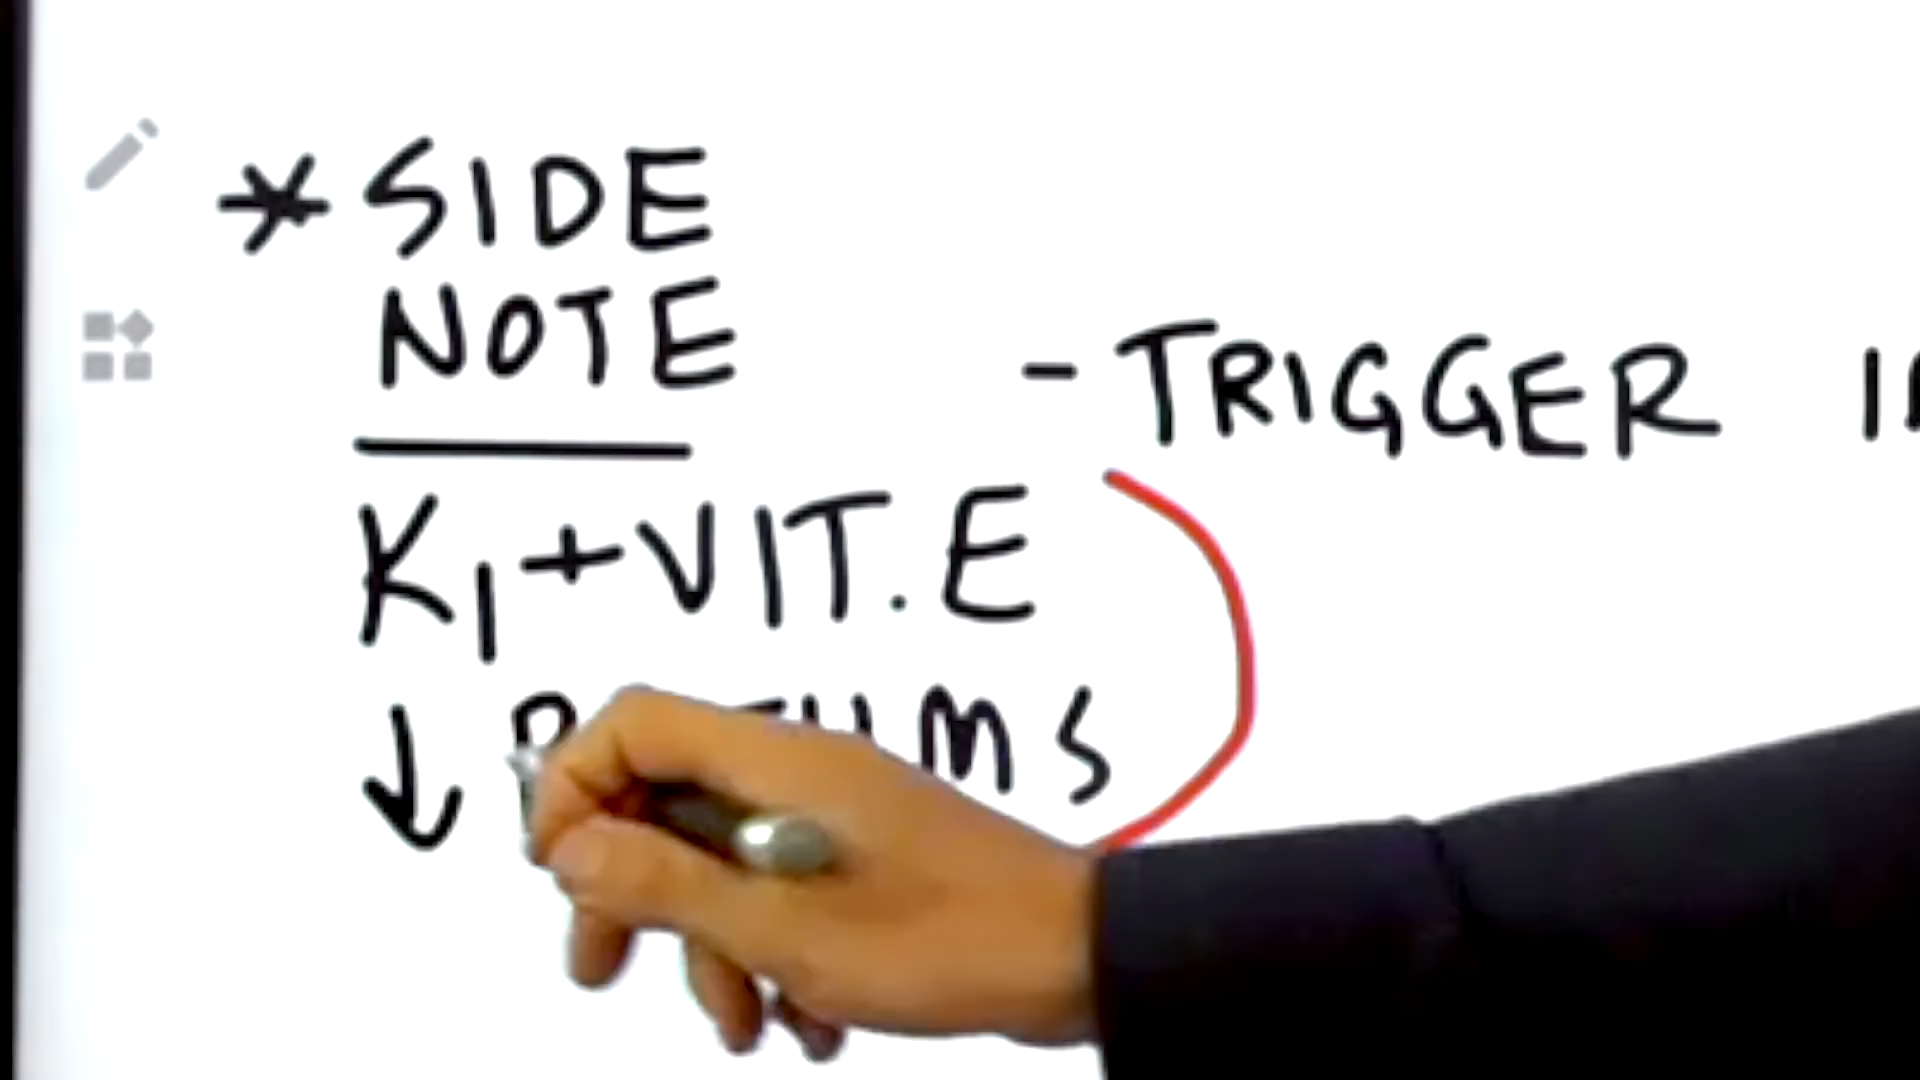 * SIDE
NOTE
- TRIGGER
K1 + VIT. E
↓